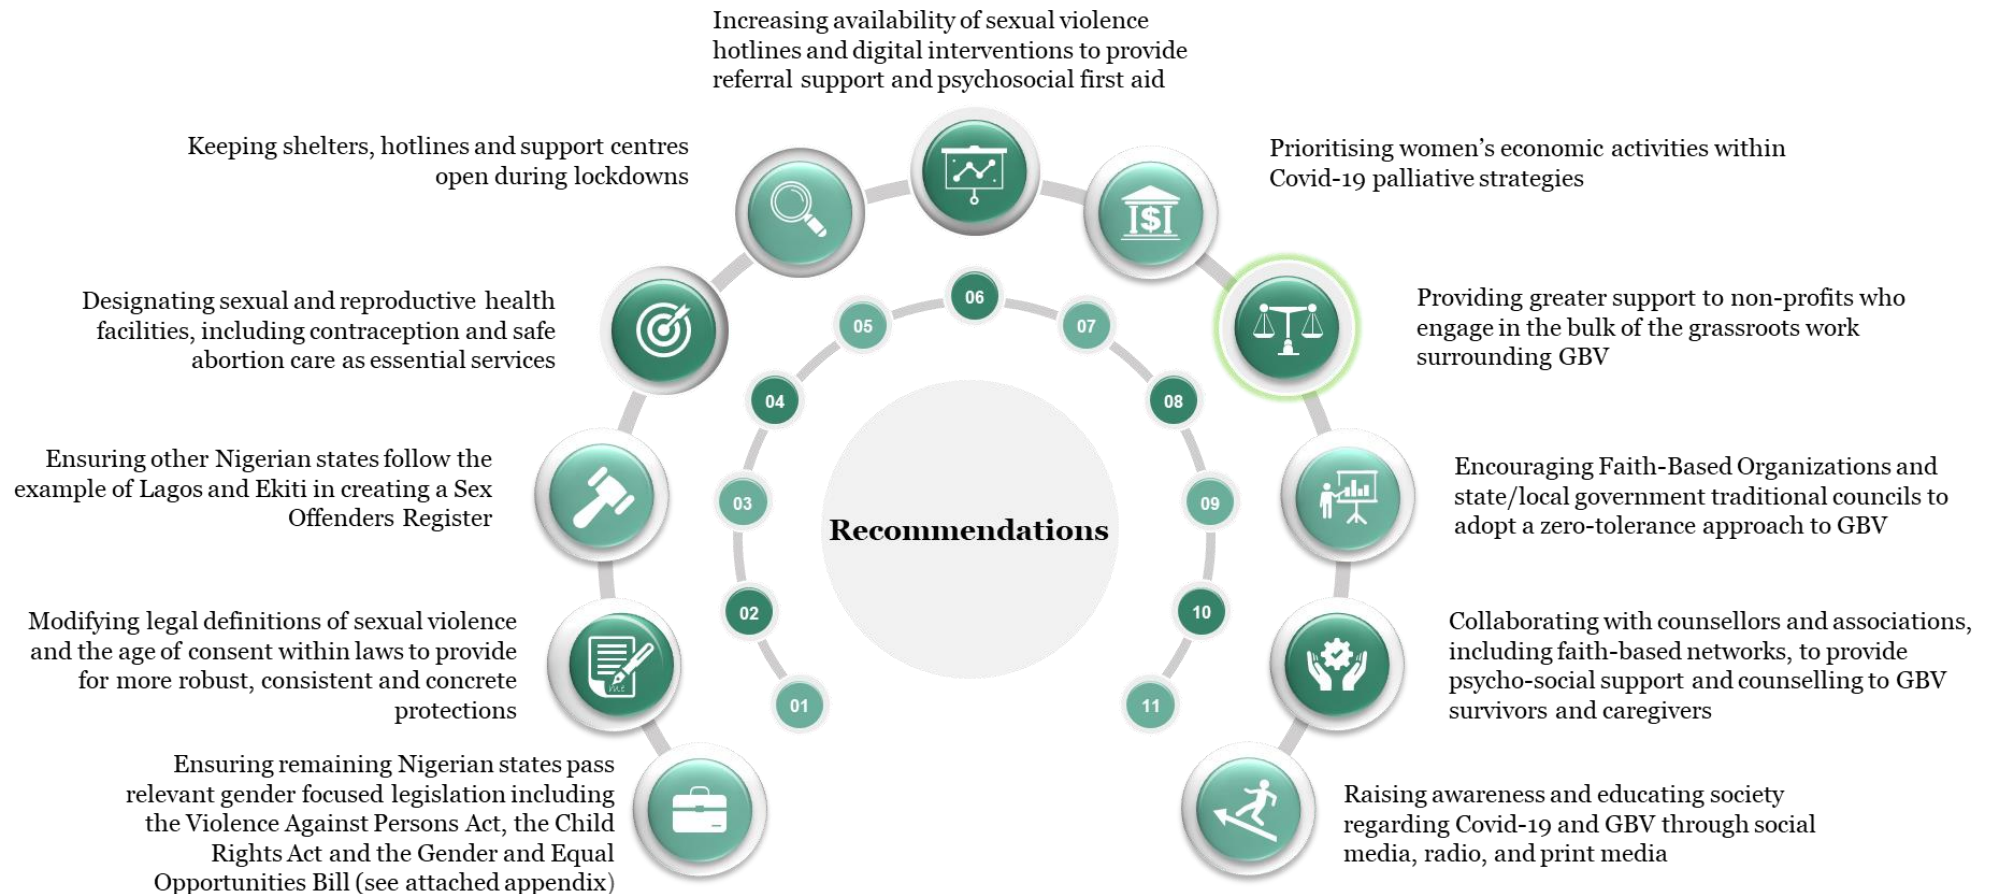 Increasing availability of sexual violence
hotlines and digital interventions to provide
referral support and psychosocial first aid
Keeping shelters, hotlines and support centres
open during lockdowns
Prioritising women's economic activities within
Covid-19 palliative strategies
Designating sexual and reproductive health
facilities, including contraception and safe
abortion care as essential services
Providing greater support to non-profits who
engage in the bulk of the grassroots work
surrounding GBV
Ensuring other Nigerian states follow the
example of Lagos and Ekiti in creating a Sex
Offenders Register
Encouraging Faith-Based Organizations and
state/local government traditional councils to
adopt a zero-tolerance approach to GBV
Modifying legal definitions of sexual violence
and the age of consent within laws to provide
for more robust, consistent and concrete
protections
Collaborating with counsellors and associations,
including faith-based networks, to provide
psycho-social support and counselling to GBV
survivors and caregivers
Ensuring remaining Nigerian states pass
relevant gender focused legislation including
the Violence Against Persons Act, the Child
Rights Act and the Gender and Equal
Opportunities Bill (see attached appendix)
Raising awareness and educating society
regarding Covid-19 and GBV through social
media, radio, and print media
01
02
03
04
05
06
07
08
09
10
11
Recommendations
$